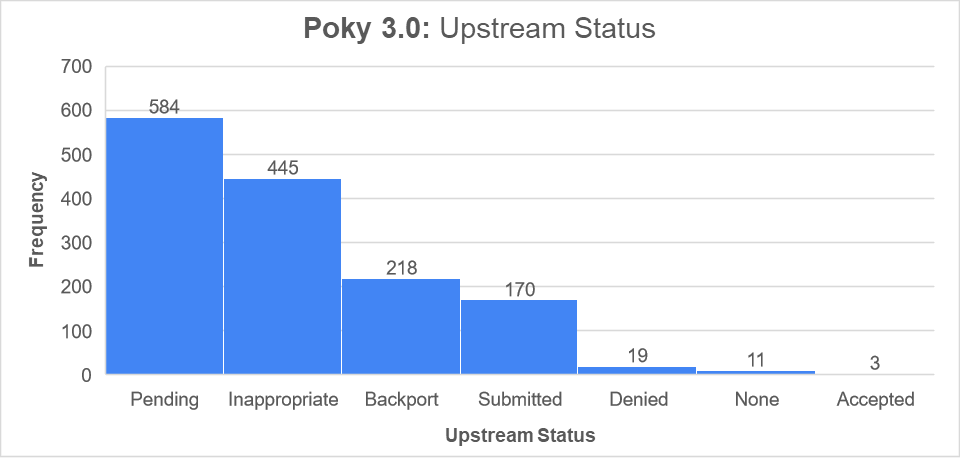 Poky 3.0: Upstream Status
700
600
500
400
300
200
100
0
Frequency
584
445
218
170
19
11
3
Pending
Inappropriate
Backport
Submitted
Denied
None
Accepted
Upstream Status